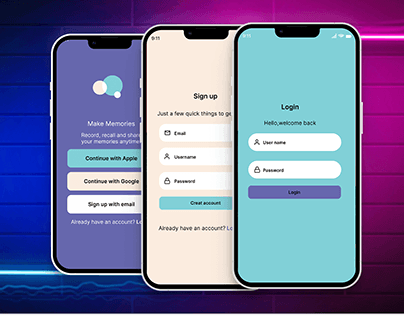 Make Memories
Record, recall and share
your memories anytime
Continue with Apple
Continue with Google
Sign up with email
Already have an account? Lo
9:11
Sign up
Just a few quick things to ge
Email
Username
Password
Creat account
Already have an account? Lo
9:11
Login
Hello,welcome back
User name
Password
Login